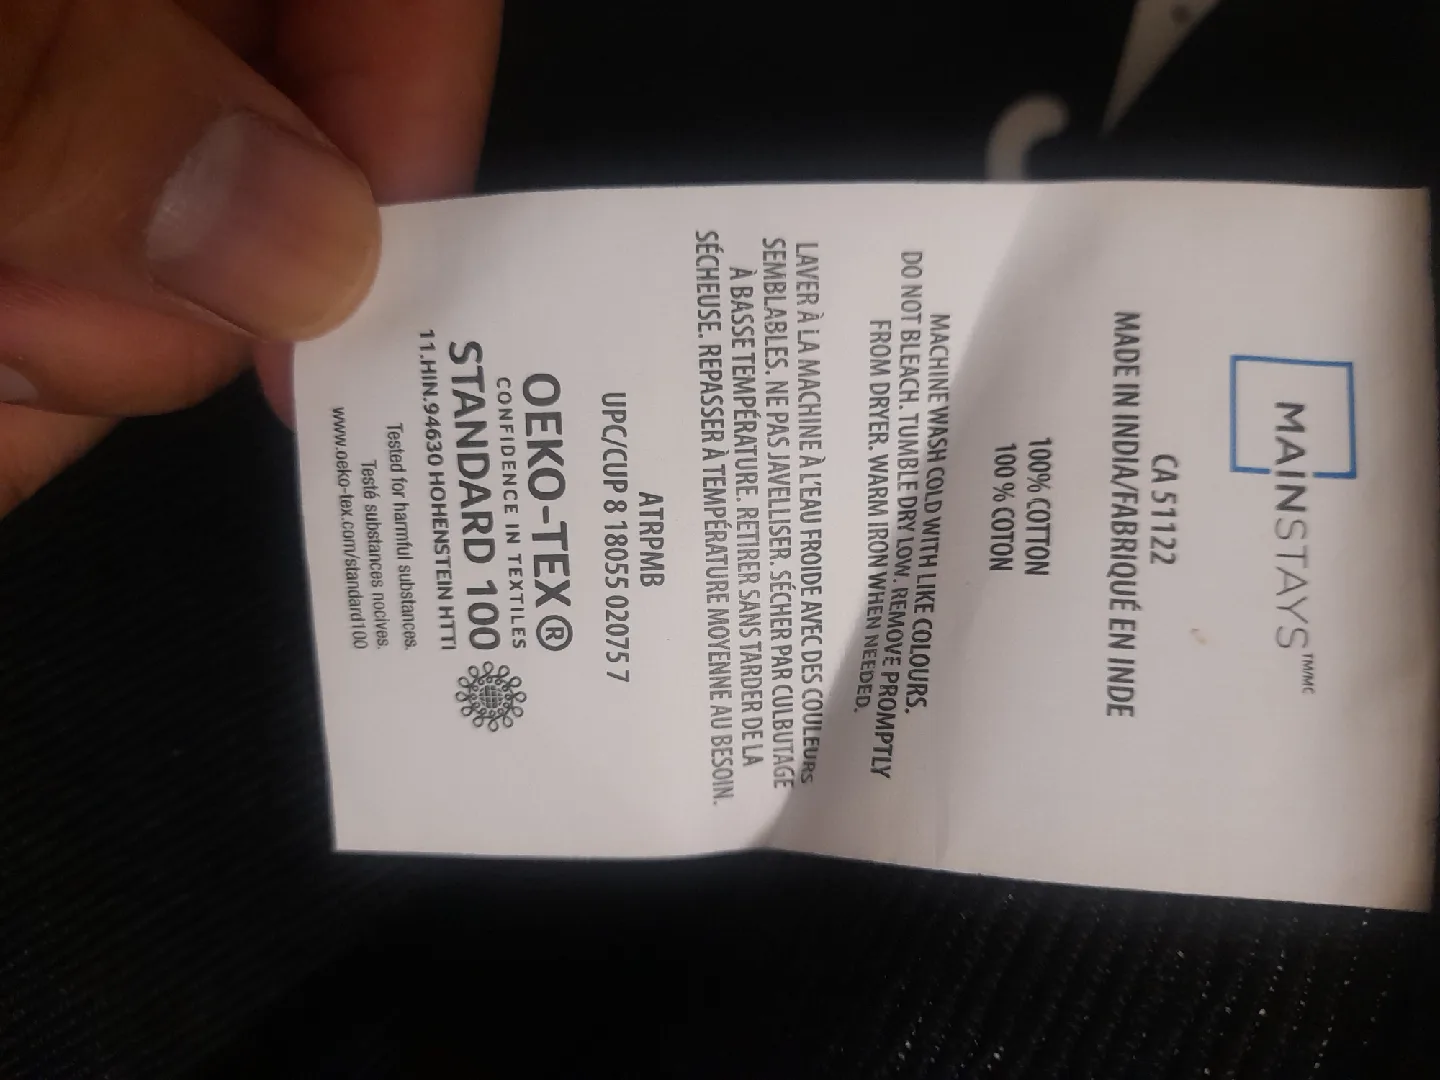 MAINSTAYS™/MC
CA 51122
MADE IN INDIA/FABRIQUÉ EN INDE
100% COTTON
100 % COTON
MACHINE WASH COLD WITH LIKE COLOURS.
DO NOT BLEACH. TUMBLE DRY LOW. REMOVE PROMPTLY
FROM DRYER. WARM IRON WHEN NEEDED.
LAVER À LA MACHINE À L'EAU FROIDE AVEC DES COULEURS
SEMBLABLES. NE PAS JAVELLISER. SÉCHER PAR CULBUTAGE
À BASSE TEMPÉRATURE. RETIRER SANS TARDER DE LA
SÉCHEUSE. REPASSER À TEMPÉRATURE MOYENNE AU BESOIN.
ATRPMB
UPC/CUP 8 18055 02075 7
OEKO-TEX®
CONFIDENCE IN TEXTILES
STANDARD 100
11.HIN.94630 HOHENSTEIN HTTI
Tested for harmful substances.
Testé substances nocives.
www.oeko-tex.com/standard100